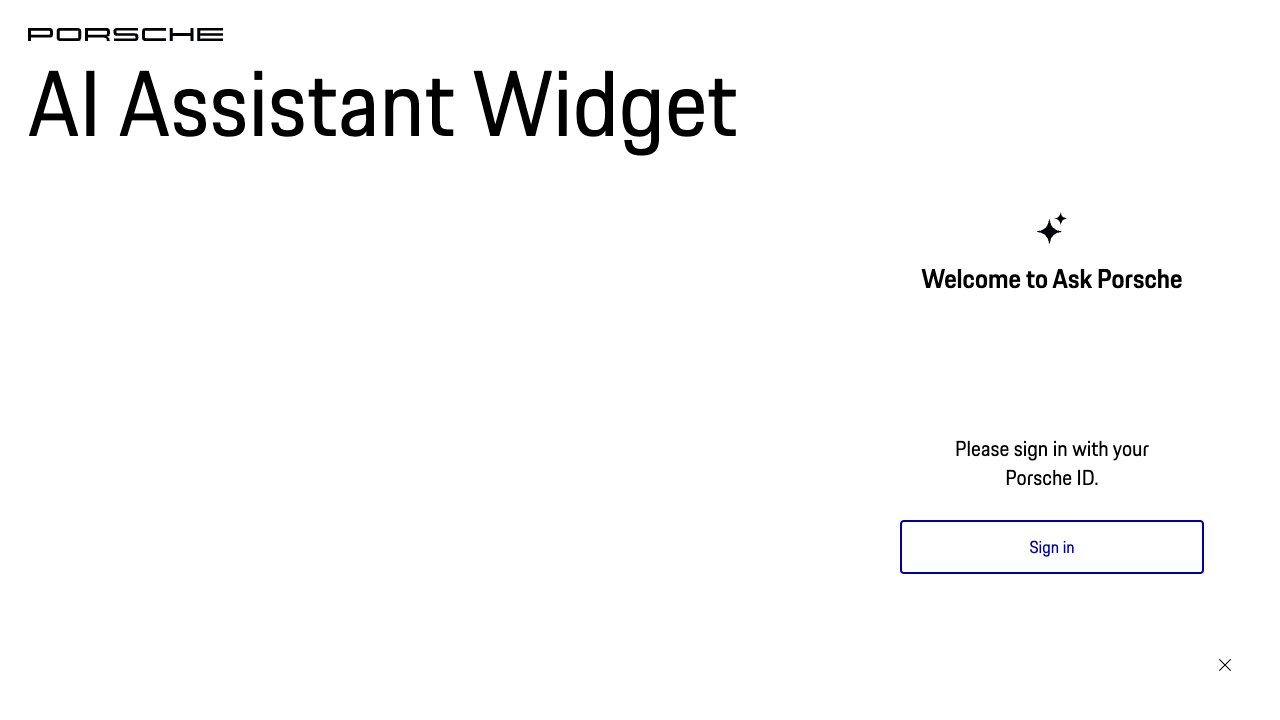 PORSCHE
AI Assistant Widget
Welcome to Ask Porsche
Please sign in with your
Porsche ID.
Sign in